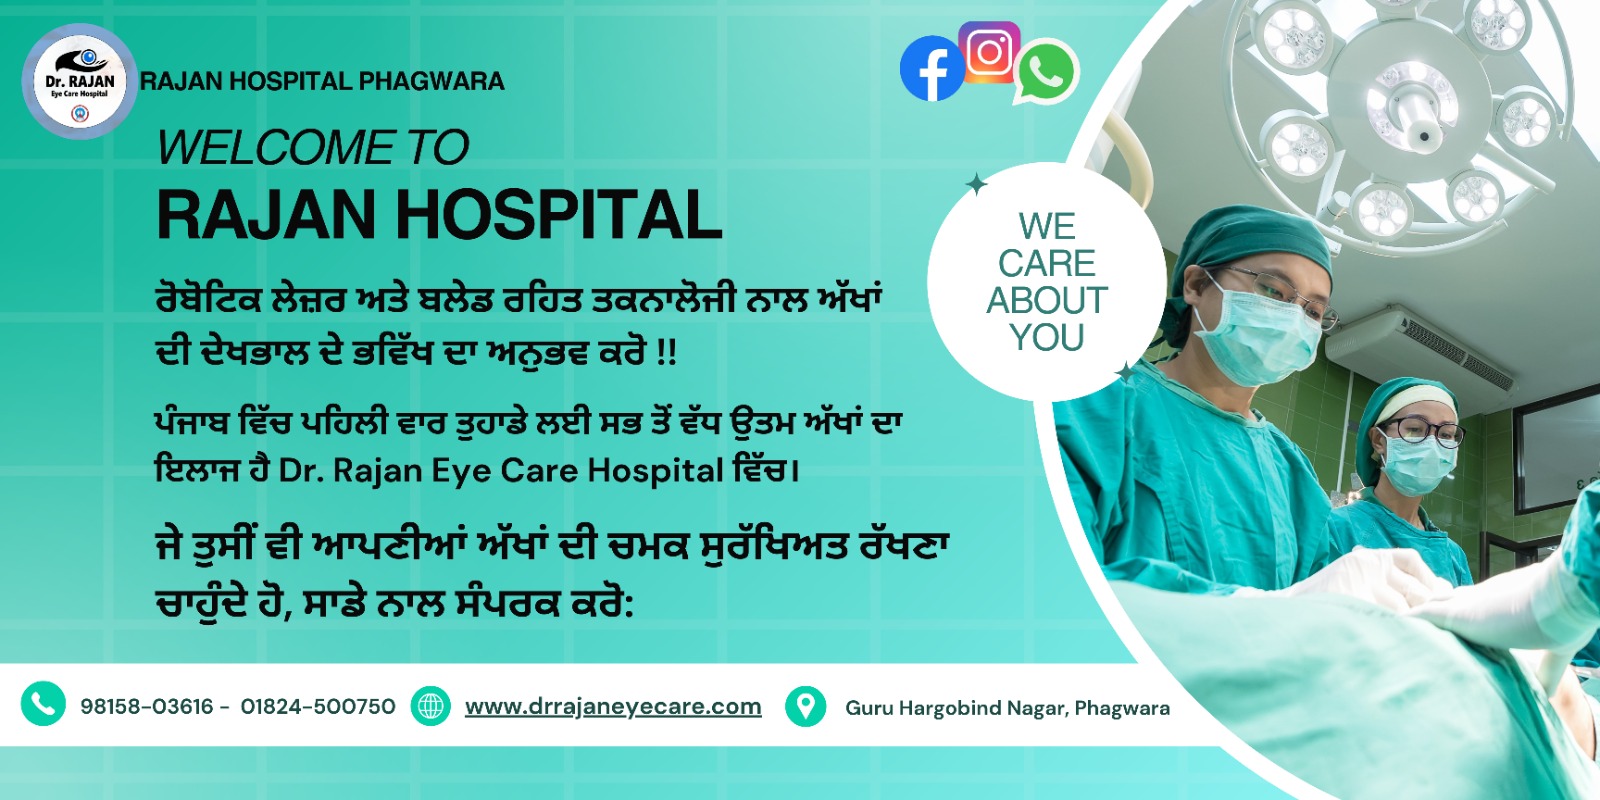 Dr. RAJAN
Eye Care Hospital
RAJAN HOSPITAL PHAGWARA
WELCOME TO
RAJAN HOSPITAL
ਰੋਬੋਟਿਕ ਲੇਜ਼ਰ ਅਤੇ ਬਲੇਡ ਰਹਿਤ ਤਕਨਾਲੋਜੀ ਨਾਲ ਅੱਖਾਂ
ਦੀ ਦੇਖਭਾਲ ਦੇ ਭਵਿੱਖ ਦਾ ਅਨੁਭਵ ਕਰੋ !!
ਪੰਜਾਬ ਵਿੱਚ ਪਹਿਲੀ ਵਾਰ ਤੁਹਾਡੇ ਲਈ ਸਭ ਤੋਂ ਵੱਧ ਉਤਮ ਅੱਖਾਂ ਦਾ
ਇਲਾਜ ਹੈ Dr. Rajan Eye Care Hospital ਵਿੱਚ।
ਜੇ ਤੁਸੀਂ ਵੀ ਆਪਣੀਆਂ ਅੱਖਾਂ ਦੀ ਚਮਕ ਸੁਰੱਖਿਅਤ ਰੱਖਣਾ
ਚਾਹੁੰਦੇ ਹੋ, ਸਾਡੇ ਨਾਲ ਸੰਪਰਕ ਕਰੋ:
WE
CARE
ABOUT
YOU
98158-03616 - 01824-500750
www.drrajaneyecare.com
Guru Hargobind Nagar, Phagwara